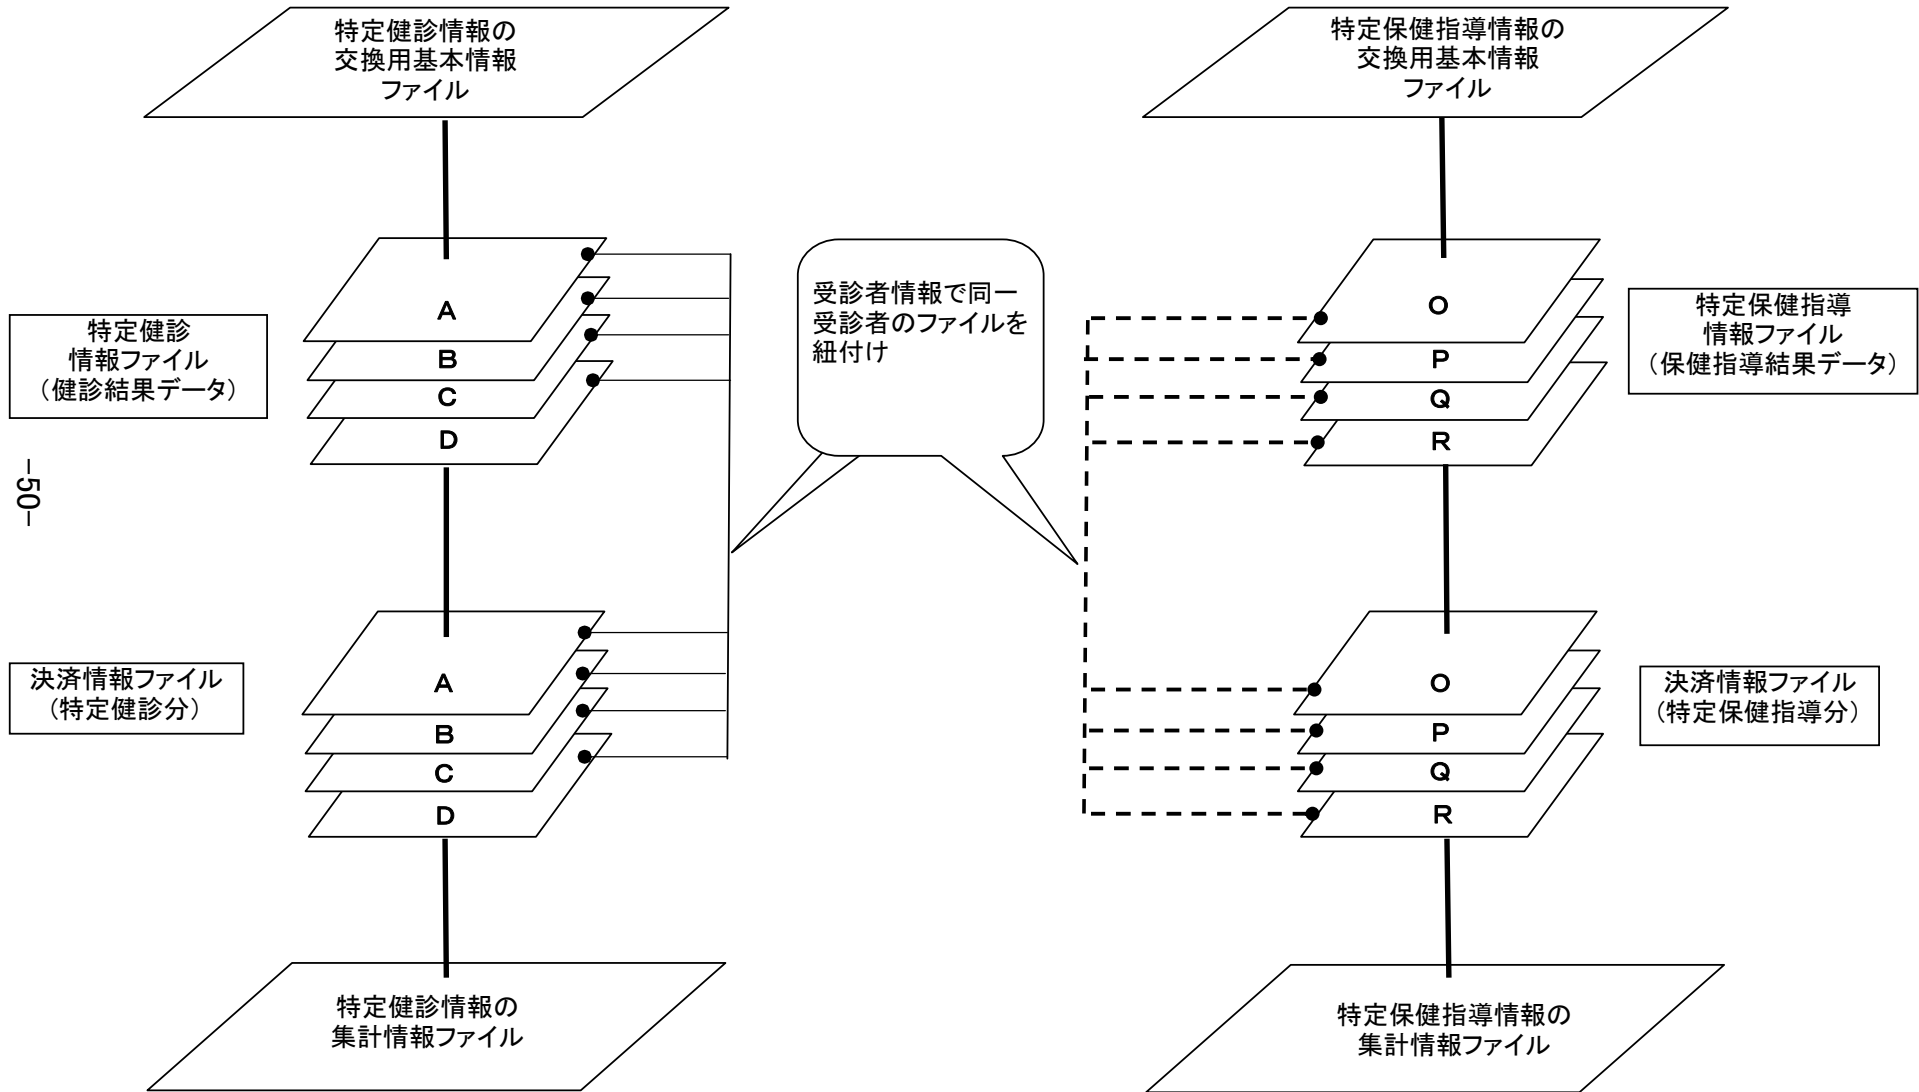 特定健診情報の
交換用基本情報
ファイル
特定保健指導情報の
交換用基本情報
ファイル
特定健診
情報ファイル
（健診結果データ）
A
B
C
D
受診者情報で同一
受診者のファイルを
紐付け
O
P
Q
R
特定保健指導
情報ファイル
（保健指導結果データ）
−50−
決済情報ファイル
（特定健診分）
A
B
C
D
O
P
Q
R
決済情報ファイル
（特定保健指導分）
特定健診情報の
集計情報ファイル
特定保健指導情報の
集計情報ファイル